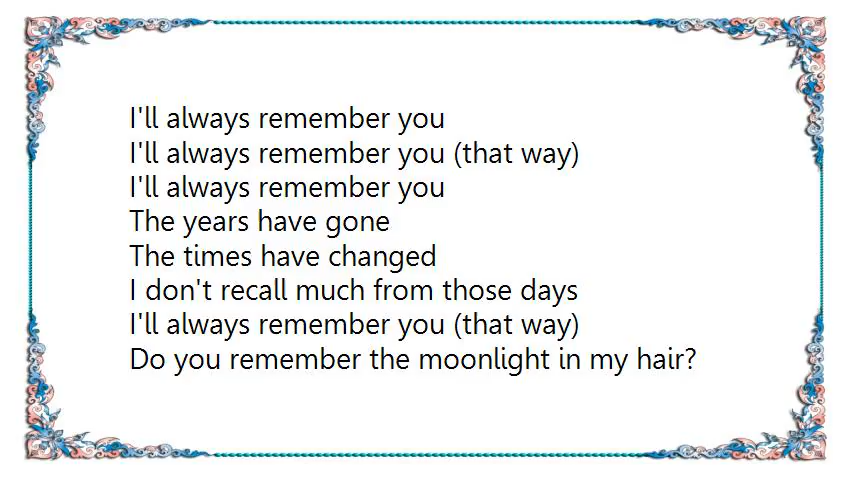 I'll always remember you
I'll always remember you (that way)
I'll always remember you
The years have gone
The times have changed
I don't recall much from those days
I'll always remember you (that way)
Do you remember the moonlight in my hair?